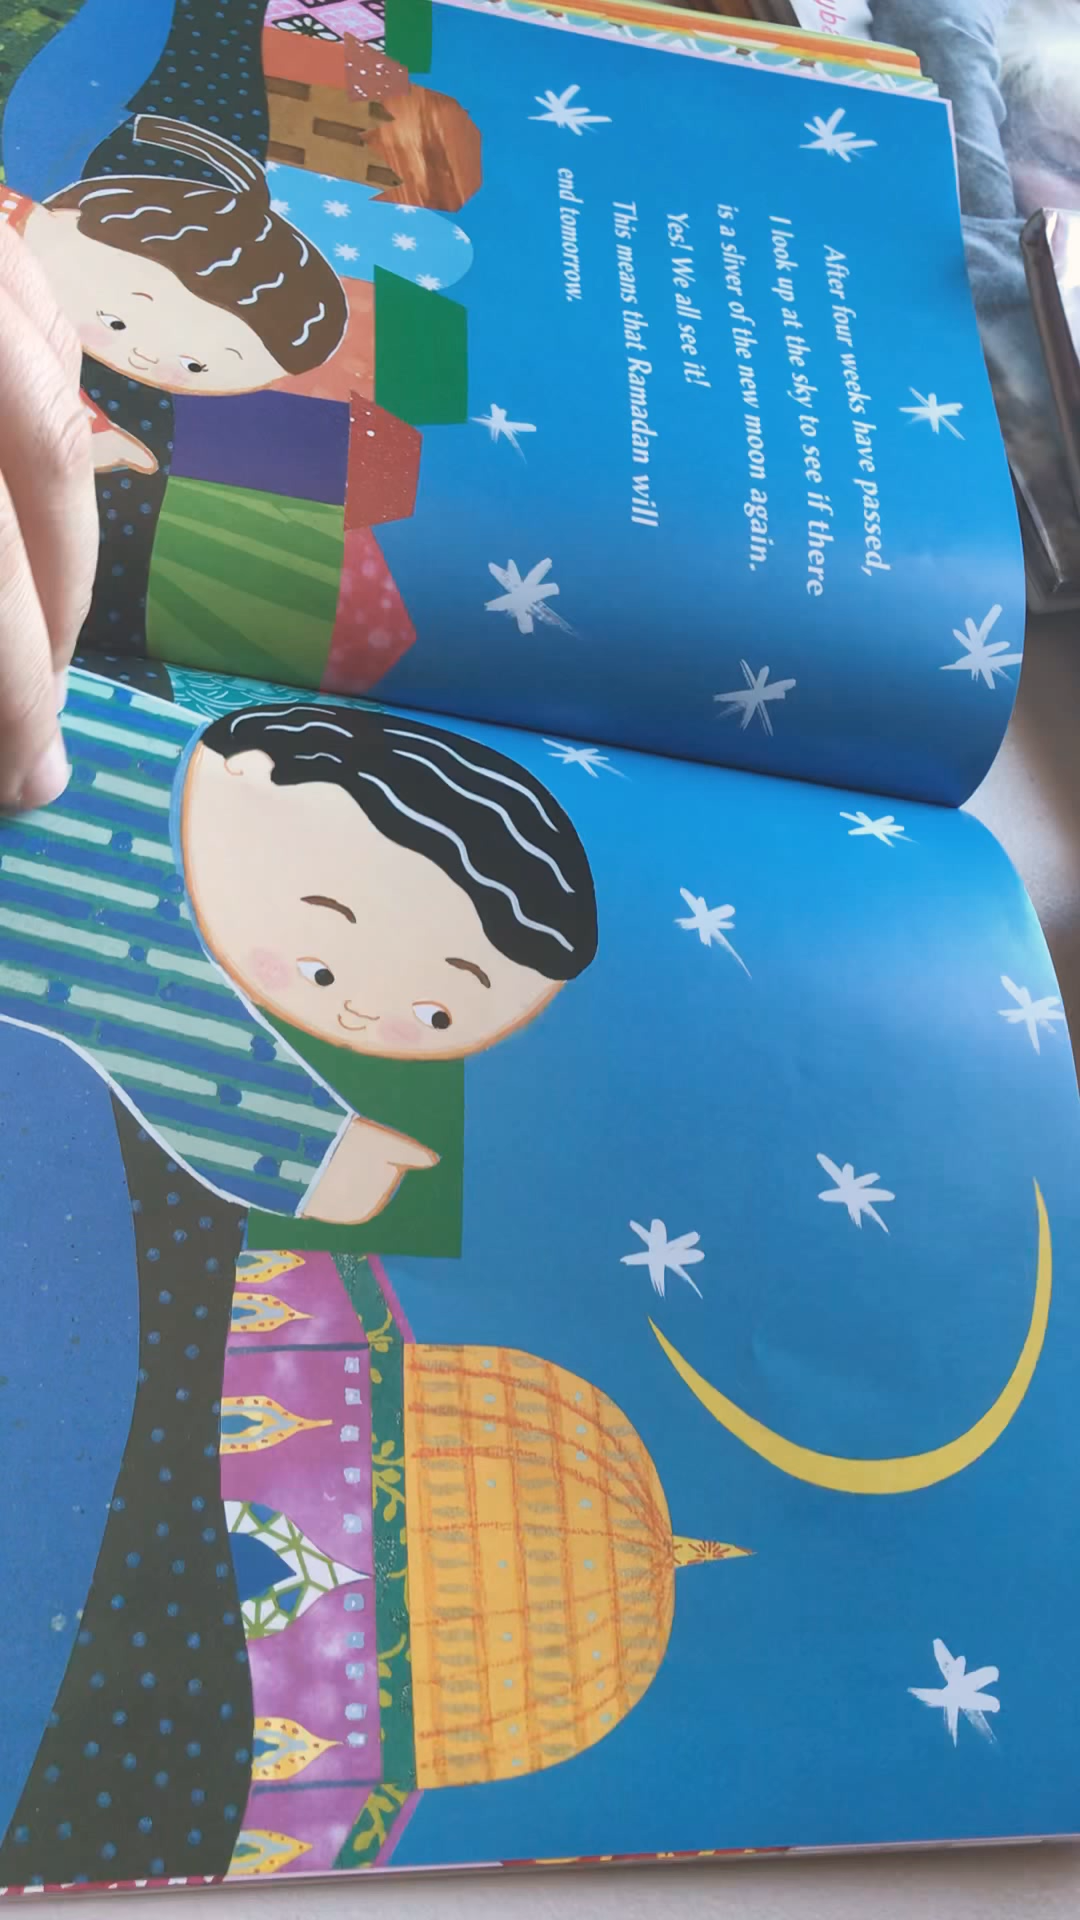 After four weeks have passed,
I look up at the sky to see if there
is a sliver of the new moon again.
Yes! We all see it!
This means that Ramadan will
end tomorrow.